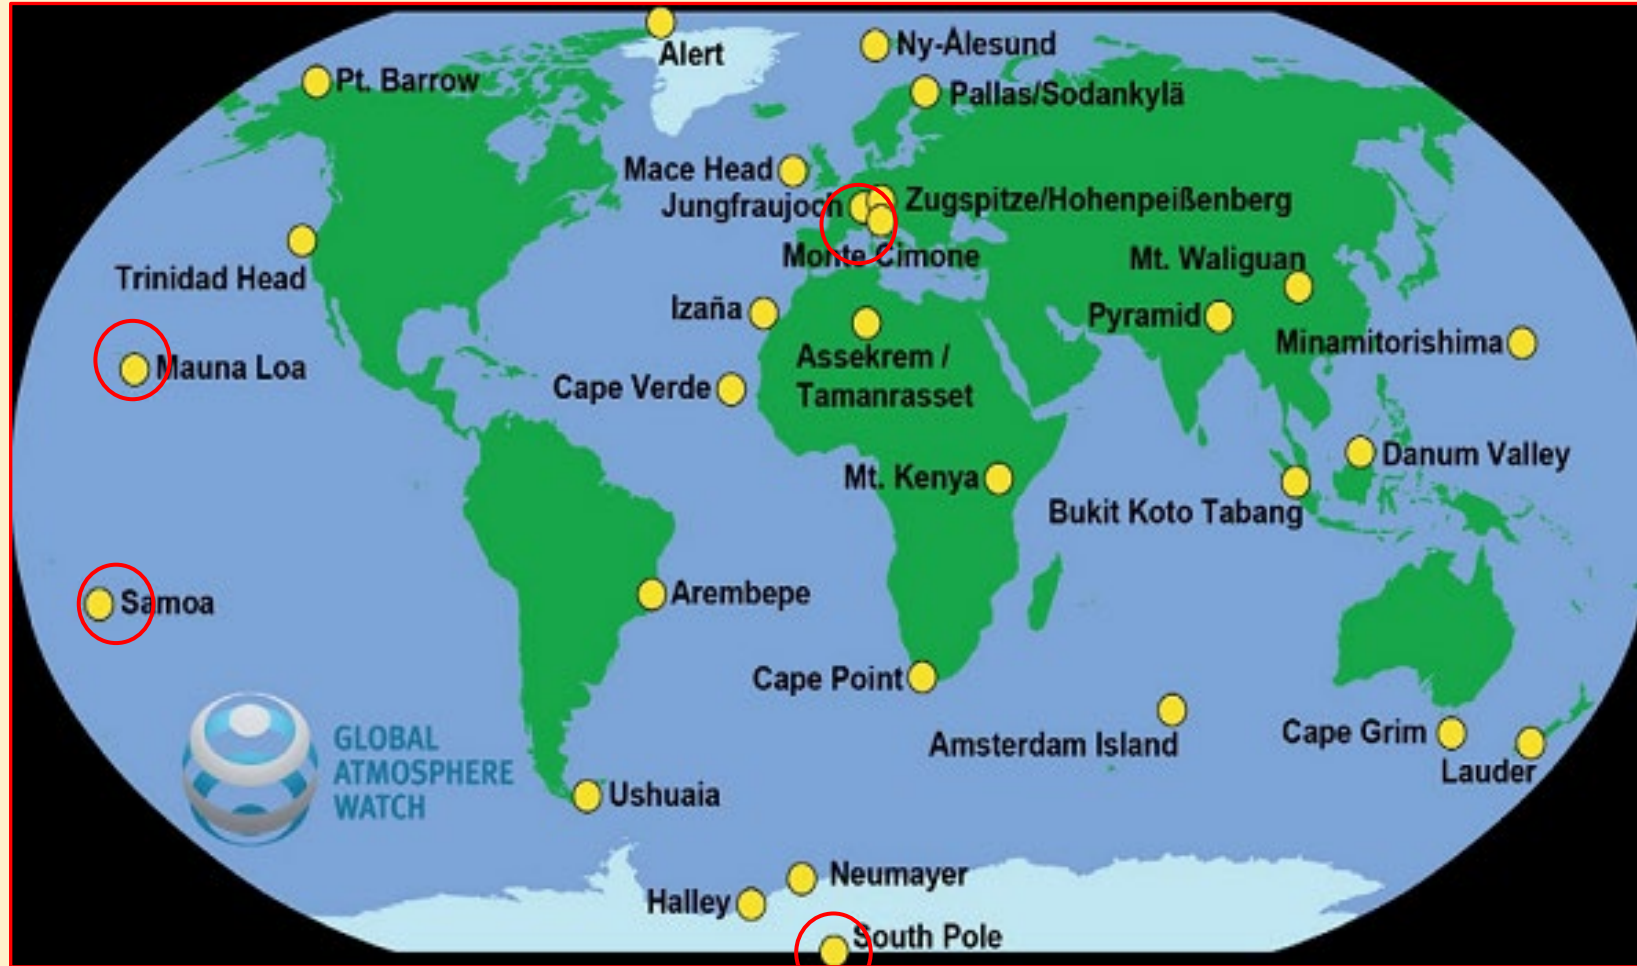 Alert
Ny-Ålesund
Pt. Barrow
Pallas/Sodankylä
Mace Head
Jungfraujoch
Zugspitze/Hohenpeißenberg
Monte Cimone
Mt. Waliguan
Trinidad Head
Izaña
Pyramid
Minamitorishima
Mauna Loa
Assekrem /
Tamanrasset
Cape Verde
Danum Valley
Mt. Kenya
Bukit Koto Tabang
Samoa
Arembepe
Cape Point
Amsterdam Island
Cape Grim
Lauder
GLOBAL
ATMOSPHERE
WATCH
Ushuaia
Neumayer
Halley
South Pole